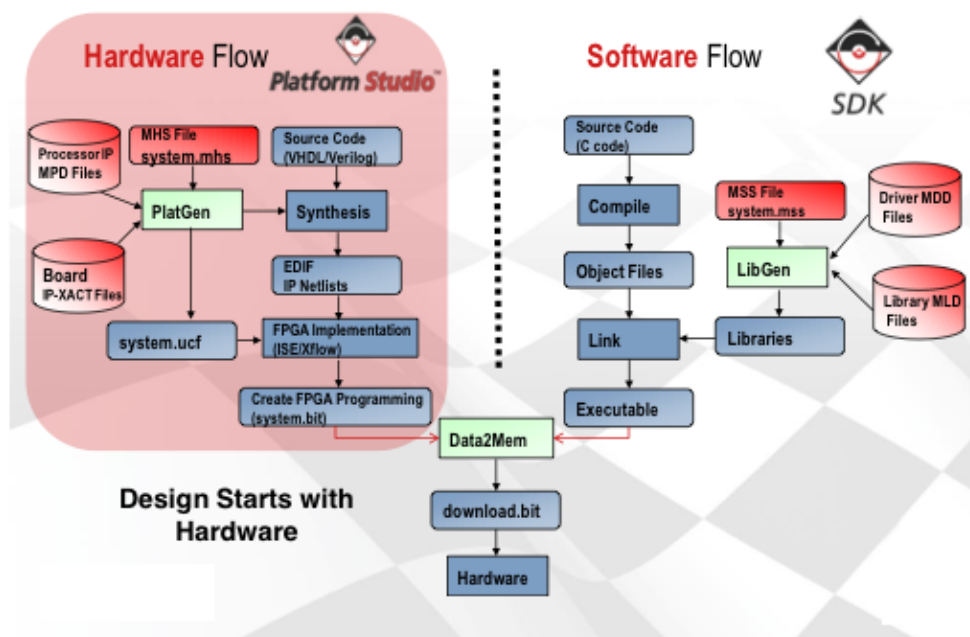 Hardware Flow
Platform Studio™
Software Flow
SDK
Processor IP
MPD Files
MHS File
system.mhs
Source Code
(VHDL/Verilog)
PlatGen
Synthesis
Board
IP-XACT Files
EDIF
IP Netlists
system.ucf
FPGA Implementation
(ISE/Xflow)
Create FPGA Programming
(system.bit)
Source Code
(C code)
Compile
MSS File
system.mss
Driver MDD
Files
Object Files
LibGen
Library MLD
Files
Link
Libraries
Executable
Data2Mem
Design Starts with
Hardware
download.bit
Hardware